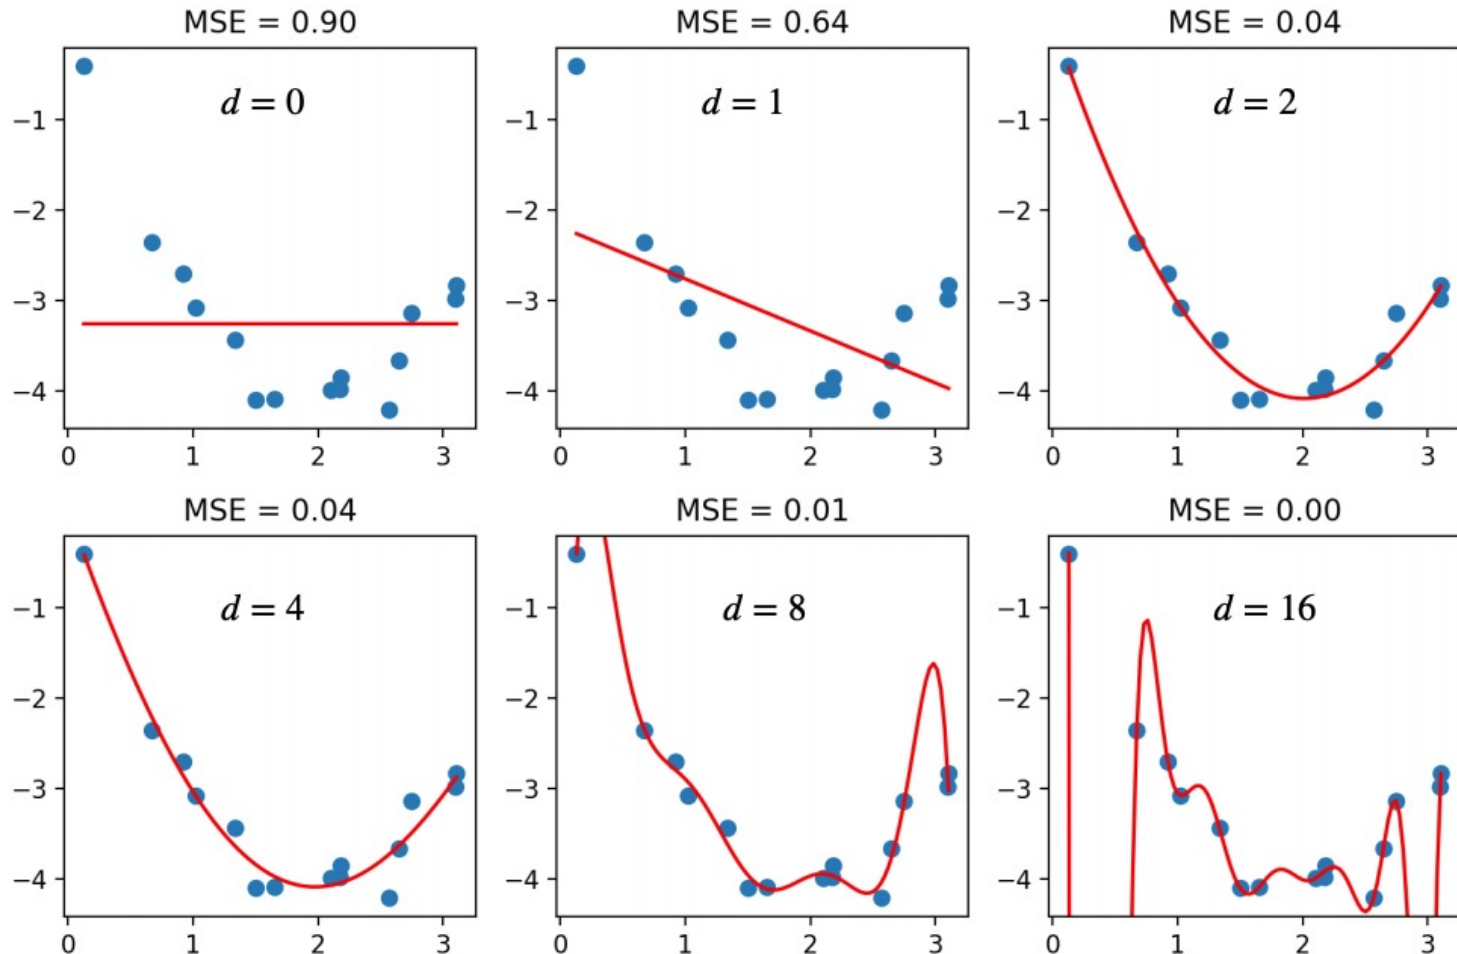 MSE = 0.90
d = 0
−1
−2
−3
−4
0 1 2 3
MSE = 0.64
d = 1
−1
−2
−3
−4
0 1 2 3
MSE = 0.04
d = 2
−1
−2
−3
−4
0 1 2 3
MSE = 0.04
d = 4
−1
−2
−3
−4
0 1 2 3
MSE = 0.01
d = 8
−1
−2
−3
−4
0 1 2 3
MSE = 0.00
d = 16
−1
−2
−3
−4
0 1 2 3